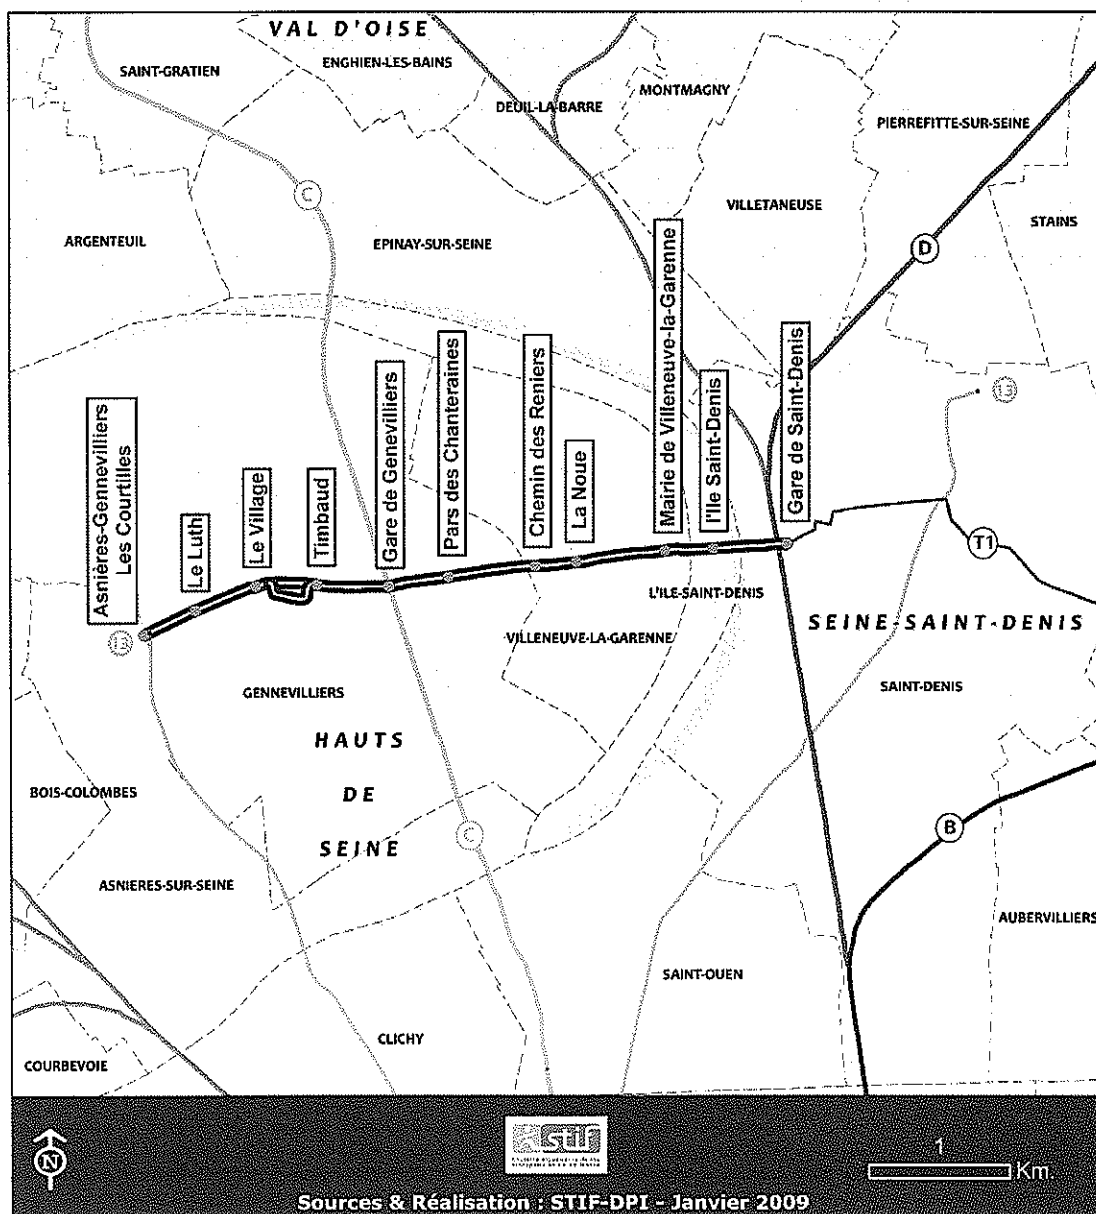 VAL D'OISE
SAINT-GRATIEN
ENGHIEN-LES-BAINS
DEUIL-LA-BARRE
MONTMAGNY
PIERREFITTE-SUR-SEINE
C
VILLETANEUSE
STAINS
ARGENTEUIL
EPINAY-SUR-SEINE
D
Asnières-Gennevilliers
Les Courtilles
Le Luth
Le Village
Timbaud
Gare de Genevilliers
Pars des Chanteraines
Chemin des Reniers
La Noue
Mairie de Villeneuve-la-Garenne
l'Ile Saint-Denis
Gare de Saint-Denis
13
T1
13
L'ILE-SAINT-DENIS
SEINE-SAINT-DENIS
VILLENEUVE-LA-GARENNE
GENNEVILLIERS
SAINT-DENIS
HAUTS
DE
SEINE
BOIS-COLOMBES
C
B
ASNIERES-SUR-SEINE
AUBERVILLIERS
SAINT-OUEN
CLICHY
COURBEVOIE
N
stif
1
Km.
Sources & Réalisation : STIF-DPI - Janvier 2009